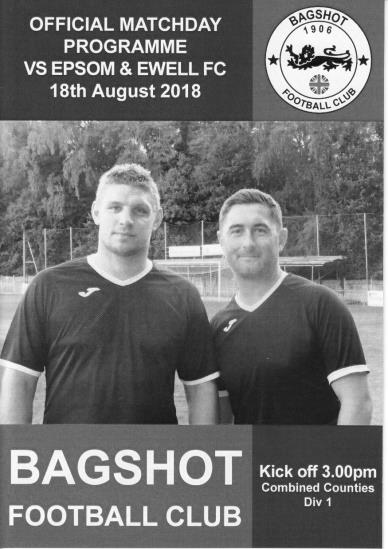 OFFICIAL MATCHDAY
PROGRAMME
VS EPSOM & EWELL FC
18th August 2018
BAGSHOT
1906
FOOTBALL CLUB
BAGSHOT
FOOTBALL CLUB
Kick off 3.00pm
Combined Counties
Div 1